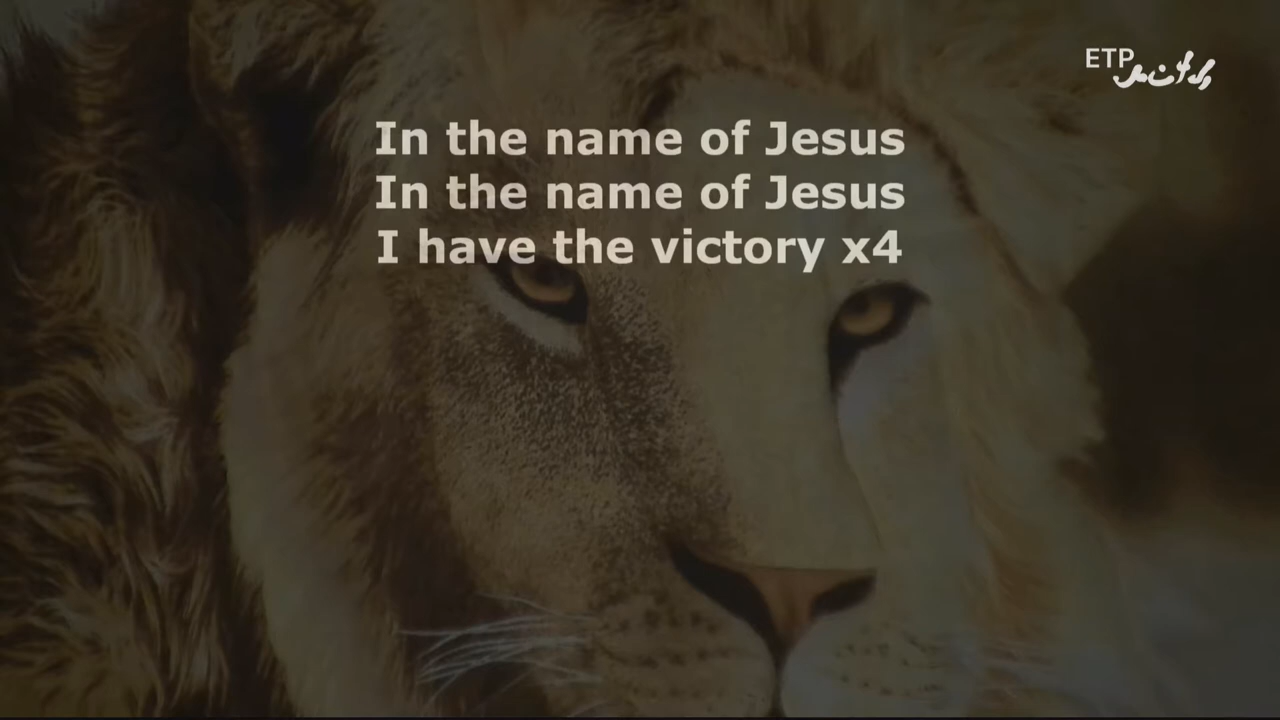 ETP
In the name of Jesus
In the name of Jesus
I have the victory x4